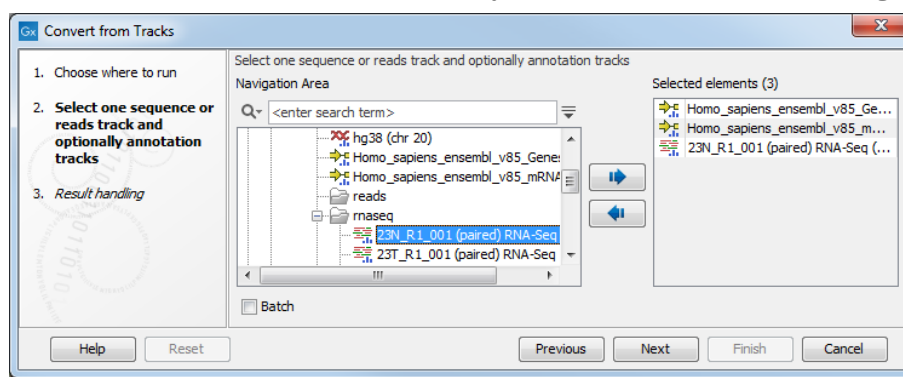 Gx Convert from Tracks
1. Choose where to run
2. Select one sequence or
reads track and
optionally annotation
tracks
3. Result handling
Select one sequence or reads track and optionally annotation tracks
Navigation Area
<enter search term>
hg38 (chr 20)
Homo_sapiens_ensembl_v85_Gene
Homo_sapiens_ensembl_v85_mRNA
reads
rnaseq
23N_R1_001 (paired) RNA-Seq
23T_R1_001 (paired) RNA-Seq
Batch
Selected elements (3)
Homo_sapiens_ensembl_v85_Ge...
Homo_sapiens_ensembl_v85_m...
23N_R1_001 (paired) RNA-Seq (...
Help Reset Previous Next Finish Cancel